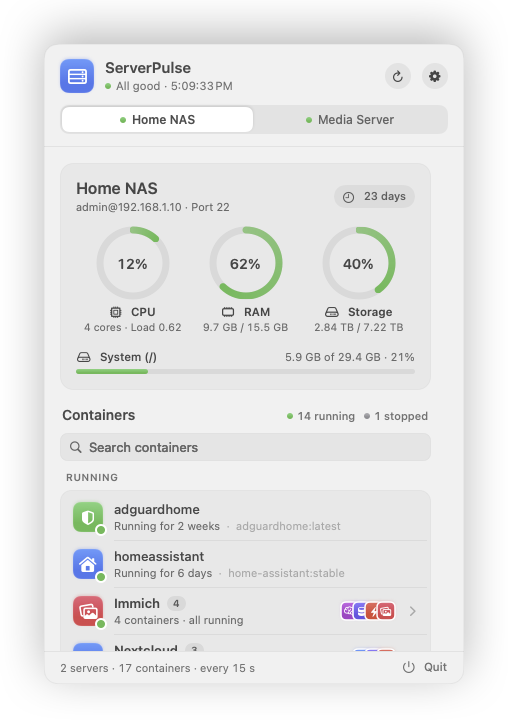 ServerPulse
All good · 5:09:33 PM
Home NAS
Media Server
Home NAS
23 days
admin@192.168.1.10 · Port 22
12%
62%
40%
CPU
RAM
Storage
4 cores · Load 0.62
9.7 GB / 15.5 GB
2.84 TB / 7.22 TB
System (/)
5.9 GB of 29.4 GB · 21%
Containers
14 running
1 stopped
Search containers
RUNNING
adguardhome
Running for 2 weeks · adguardhome:latest
homeassistant
Running for 6 days · home-assistant:stable
Immich 4
4 containers · all running
Nextcloud 3
2 servers · 17 containers · every 15 s
Quit